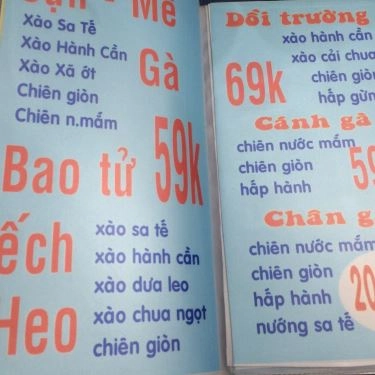 Mề
Xào Sa Tế
Xào Hành Cần
Gà
Xào Xã ớt
Chiên giòn
Chiên n.mắm
Bao tử
59k
ếch
xào sa tế
xào hành cần
xào dưa leo
Heo
xào chua ngọt
chiên giòn
Dồi trường
xào hành cần
xào cải chua
69k
chiên giòn
hấp gừn
Cánh gà
chiên nước mắm
chiên giòn
59
hấp hành
Chân g
chiên nước mắm
chiên giòn
20
hấp hành
nướng sa tế